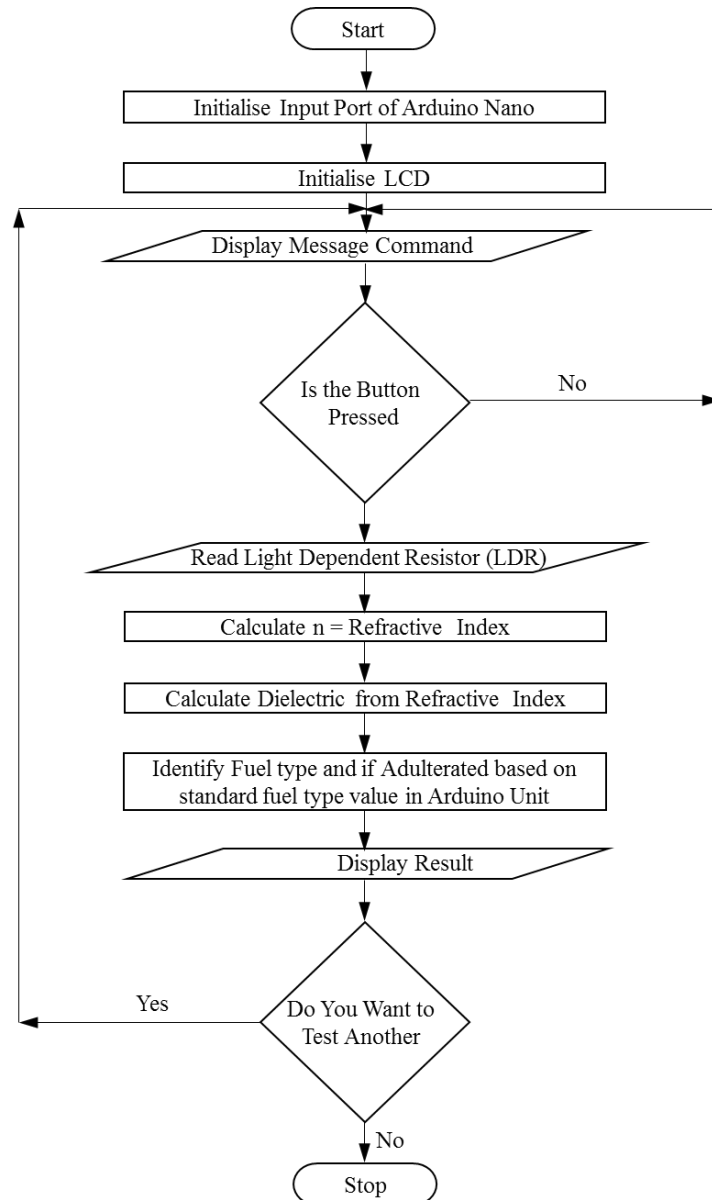 Start
Initialise Input Port of Arduino Nano
Initialise LCD
Display Message Command
Is the Button
Pressed
No
Read Light Dependent Resistor (LDR)
Calculate n = Refractive Index
Calculate Dielectric from Refractive Index
Identify Fuel type and if Adulterated based on
standard fuel type value in Arduino Unit
Display Result
Yes
Do You Want to
Test Another
No
Stop